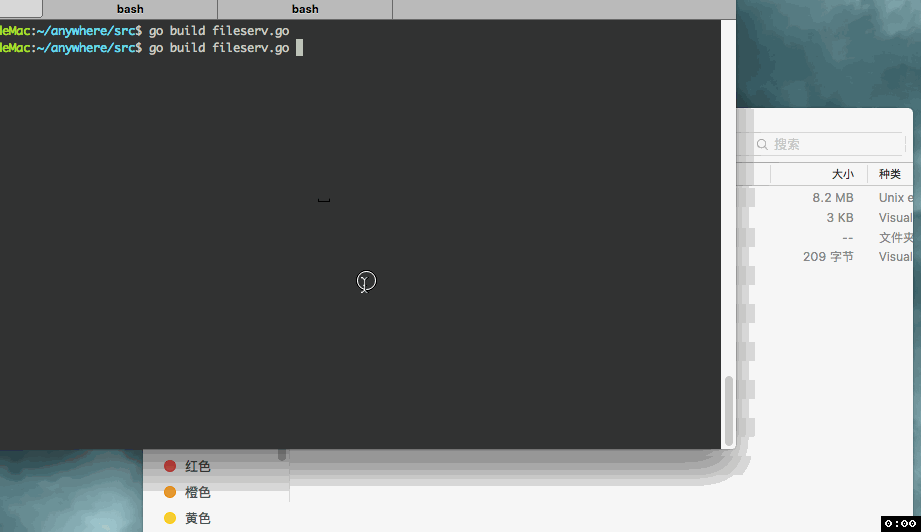 bash bash
deMac:~/anywhere/src$ go build fileserv.go
deMac:~/anywhere/src$ go build fileserv.go
搜索
大小 种类
8.2 MB Unix e
3 KB Visual
-- 文件夹
209 字节 Visual
红色
橙色
黄色
0:00